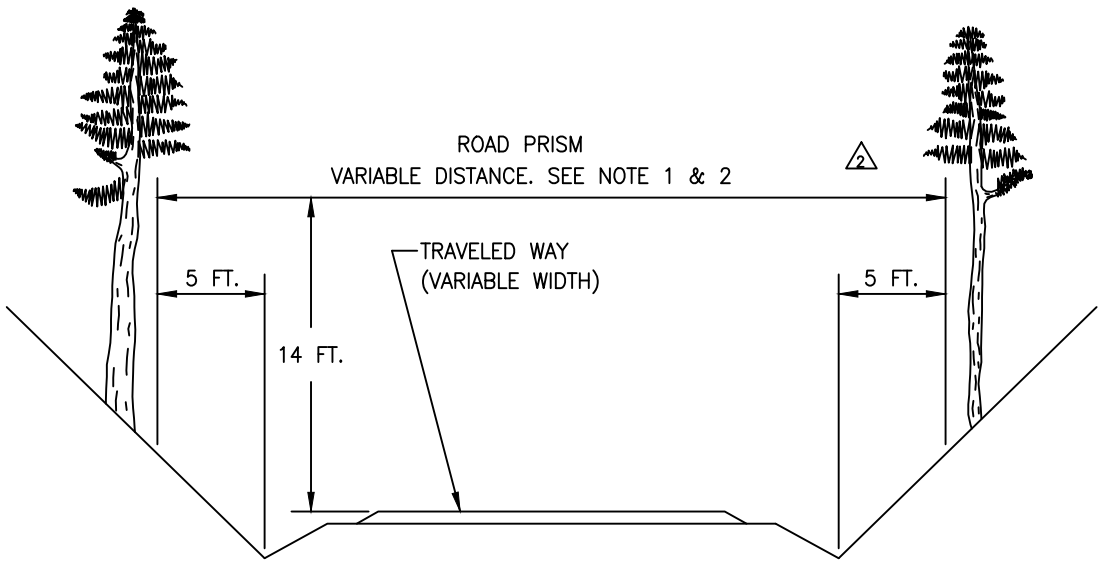 ROAD PRISM
VARIABLE DISTANCE. SEE NOTE 1 & 2
2
TRAVELED WAY
(VARIABLE WIDTH)
5 FT.
5 FT.
14 FT.